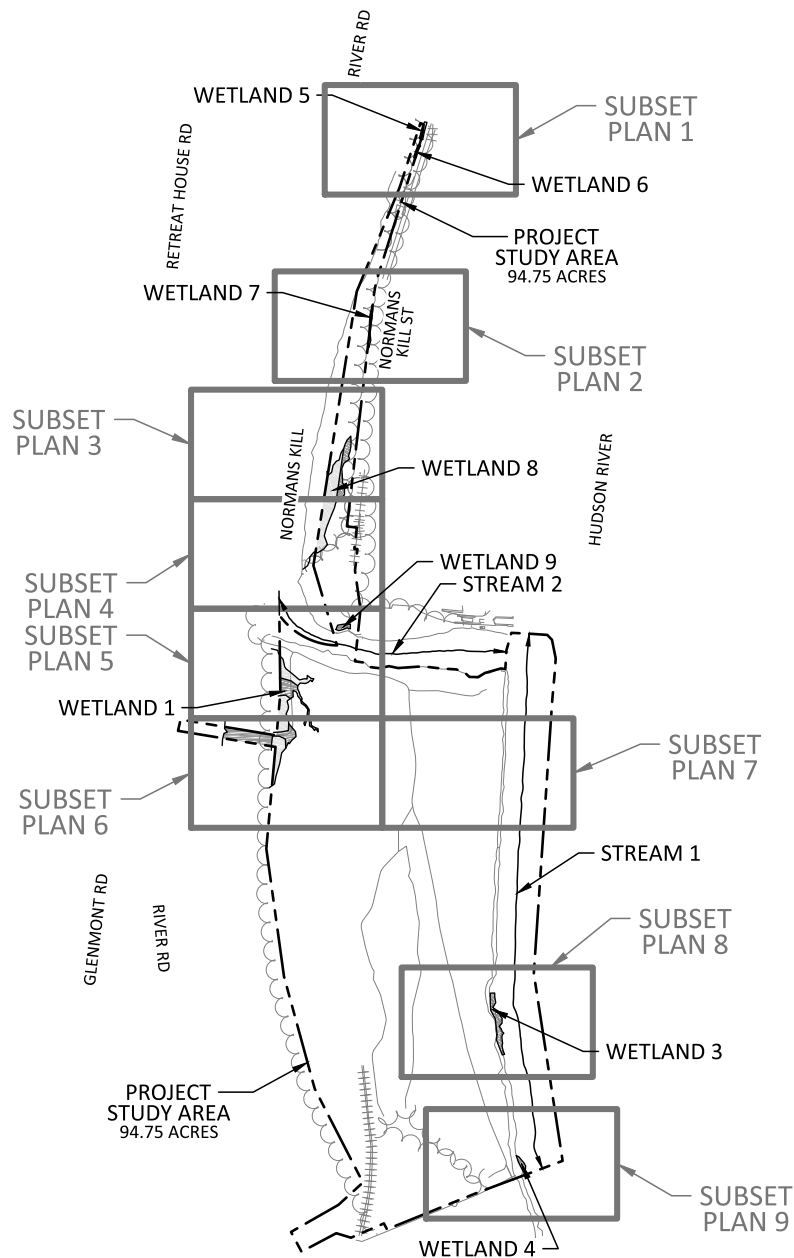 RIVER RD
WETLAND 5
SUBSET
PLAN 1
RETREAT HOUSE RD
WETLAND 6
PROJECT
STUDY AREA
94.75 ACRES
WETLAND 7
NORMANS
KILL ST
SUBSET
PLAN 2
SUBSET
PLAN 3
NORMANS KILL
WETLAND 8
HUDSON RIVER
WETLAND 9
STREAM 2
SUBSET
PLAN 4
SUBSET
PLAN 5
WETLAND 1
SUBSET
PLAN 7
SUBSET
PLAN 6
STREAM 1
GLENMONT RD
RIVER RD
SUBSET
PLAN 8
WETLAND 3
PROJECT
STUDY AREA
94.75 ACRES
SUBSET
PLAN 9
WETLAND 4